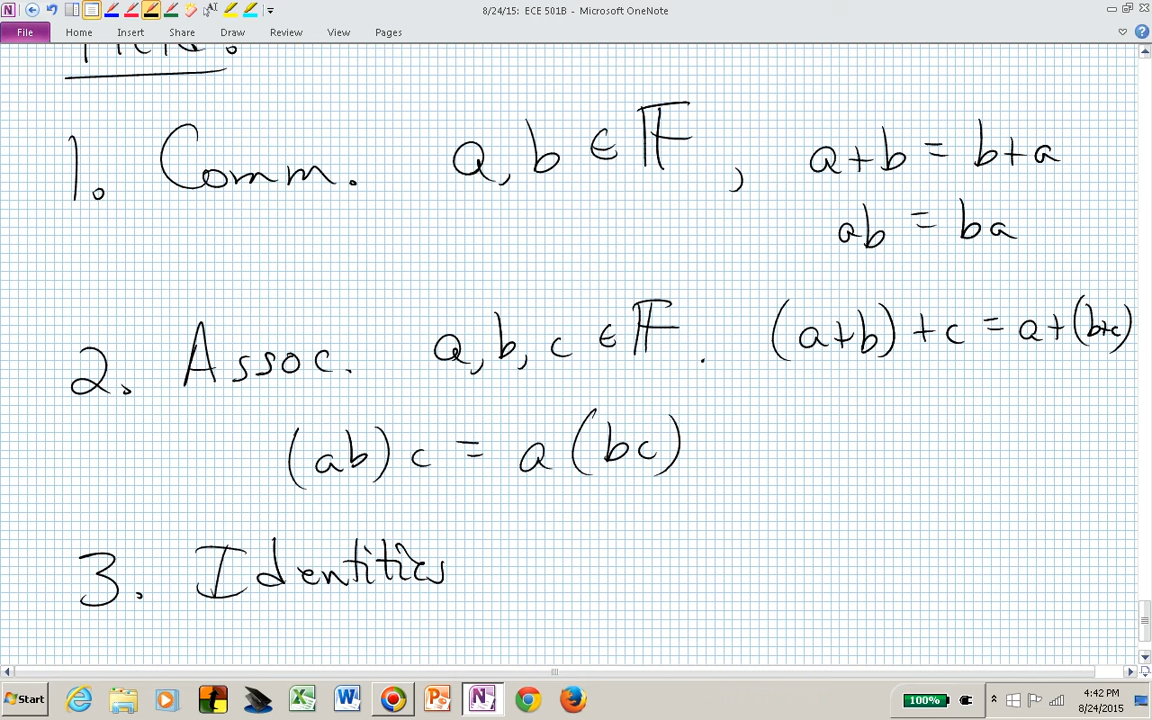 8/24/15: ECE 501B - Microsoft OneNote
File Home Insert Share Draw Review View Pages
1. Comm. a, b ∈ 𝔽, a+b = b+a
ab = ba
2. Assoc. a, b, c ∈ 𝔽. (a+b)+c = a+(b+c)
(ab)c = a(bc)
3. Identities
Start
100%
4:42 PM
8/24/2015